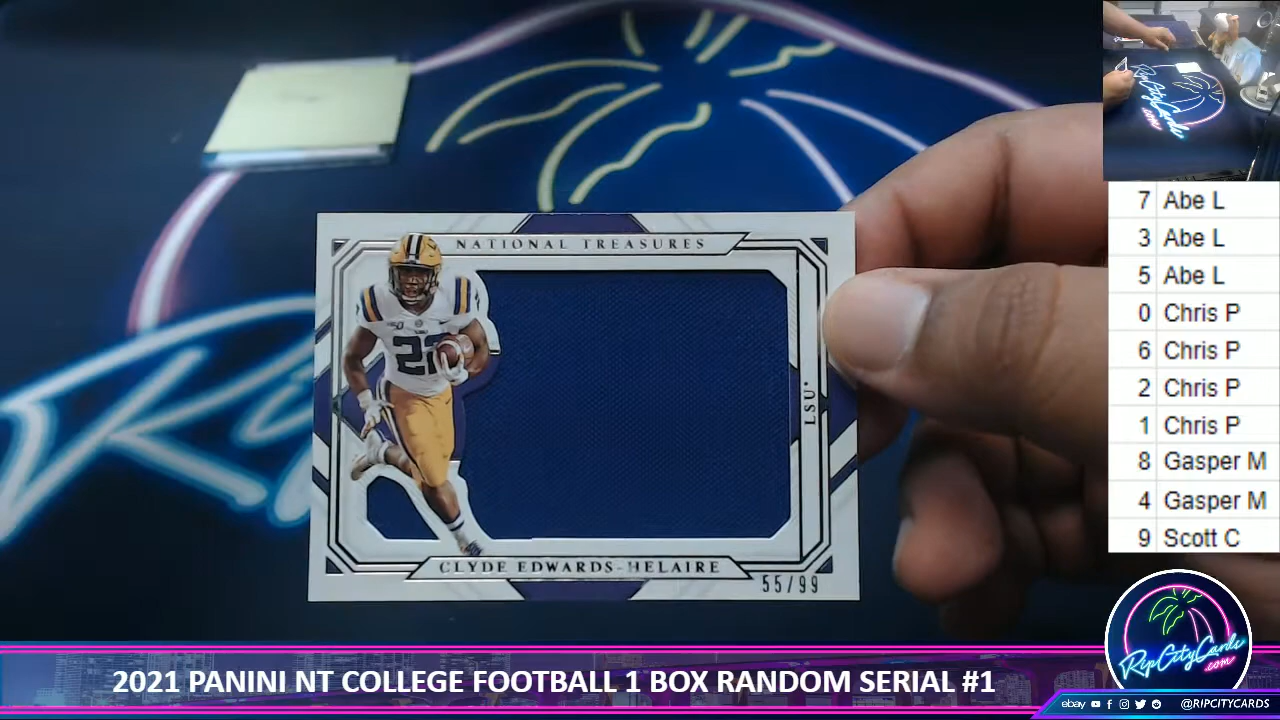 NATIONAL TREASURES
22
LSU
CLYDE EDWARDS-HELAIRE
55/99
7 Abe L
3 Abe L
5 Abe L
0 Chris P
6 Chris P
2 Chris P
1 Chris P
8 Gasper M
4 Gasper M
9 Scott C
RipCityCards
.com
2021 PANINI NT COLLEGE FOOTBALL 1 BOX RANDOM SERIAL #1
ebay @RIPCITYCARDS